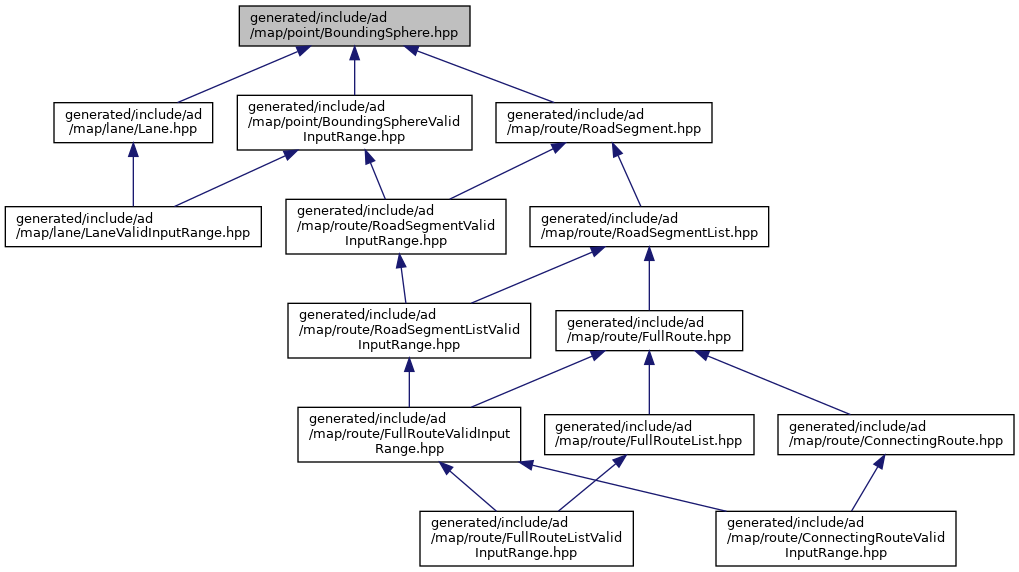 generated/include/ad
/map/point/BoundingSphere.hpp
generated/include/ad
/map/lane/Lane.hpp
generated/include/ad
/map/point/BoundingSphereValid
InputRange.hpp
generated/include/ad
/map/route/RoadSegment.hpp
generated/include/ad
/map/lane/LaneValidInputRange.hpp
generated/include/ad
/map/route/RoadSegmentValid
InputRange.hpp
generated/include/ad
/map/route/RoadSegmentList.hpp
generated/include/ad
/map/route/RoadSegmentListValid
InputRange.hpp
generated/include/ad
/map/route/FullRoute.hpp
generated/include/ad
/map/route/FullRouteValidInput
Range.hpp
generated/include/ad
/map/route/FullRouteList.hpp
generated/include/ad
/map/route/ConnectingRoute.hpp
generated/include/ad
/map/route/FullRouteListValid
InputRange.hpp
generated/include/ad
/map/route/ConnectingRouteValid
InputRange.hpp